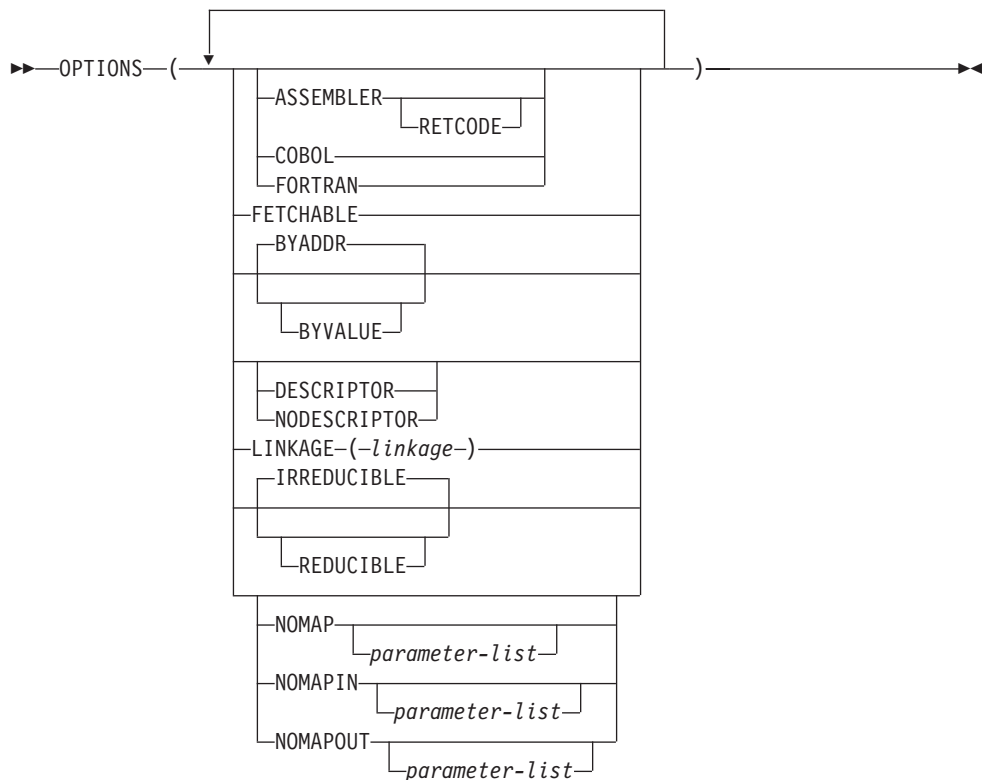 OPTIONS ( )
ASSEMBLER
RETCODE
COBOL
FORTRAN
FETCHABLE
BYADDR
BYVALUE
DESCRIPTOR
NODESCRIPTOR
LINKAGE ( linkage )
IRREDUCIBLE
REDUCIBLE
NOMAP
parameter-list
NOMAPIN
parameter-list
NOMAPOUT
parameter-list